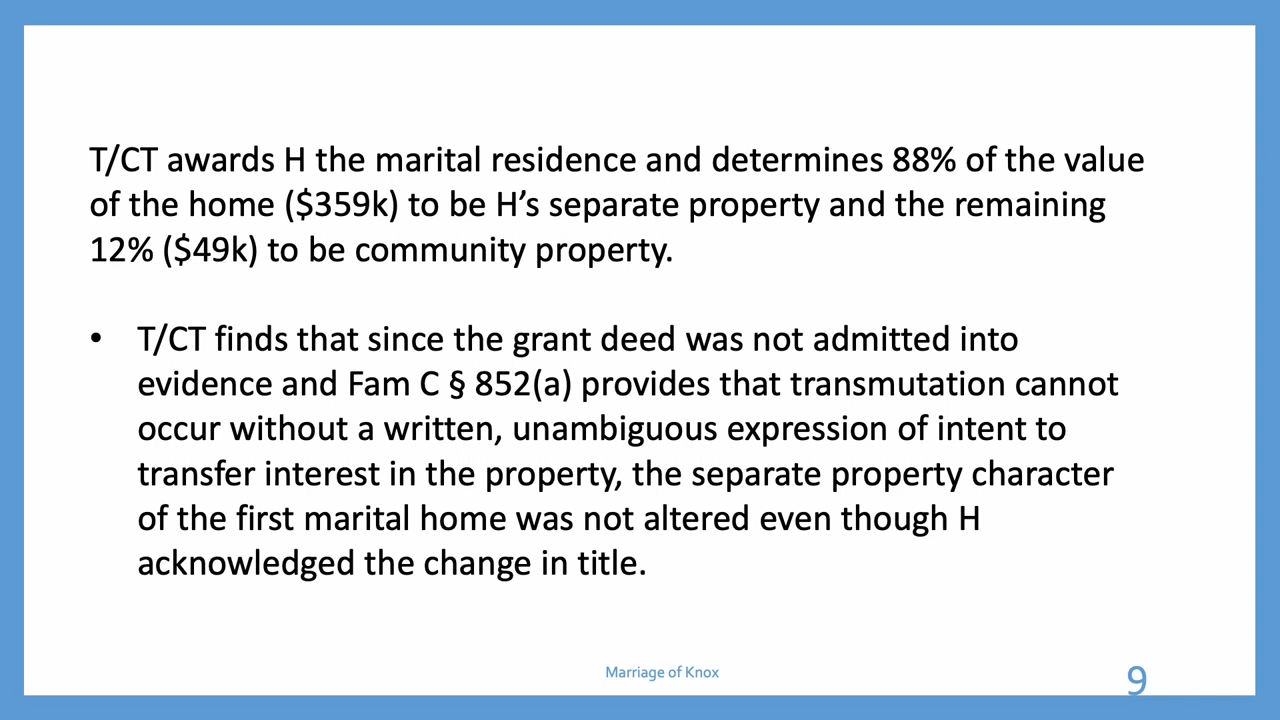 T/CT awards H the marital residence and determines 88% of the value
of the home ($359k) to be H’s separate property and the remaining
12% ($49k) to be community property.
• T/CT finds that since the grant deed was not admitted into
evidence and Fam C § 852(a) provides that transmutation cannot
occur without a written, unambiguous expression of intent to
transfer interest in the property, the separate property character
of the first marital home was not altered even though H
acknowledged the change in title.
Marriage of Knox
9